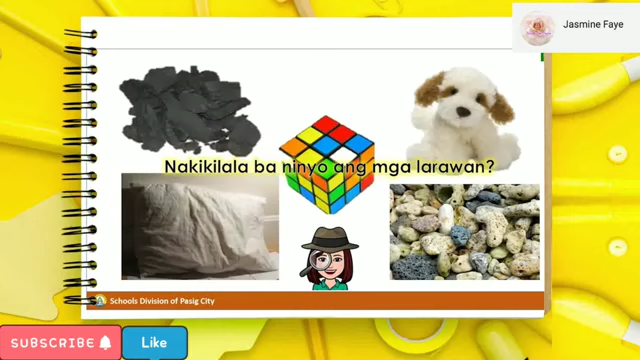 Jasmine Faye
Nakikilala ba ninyo ang mga larawan?
Schools Division of Pasig City
SUBSCRIBE
Like